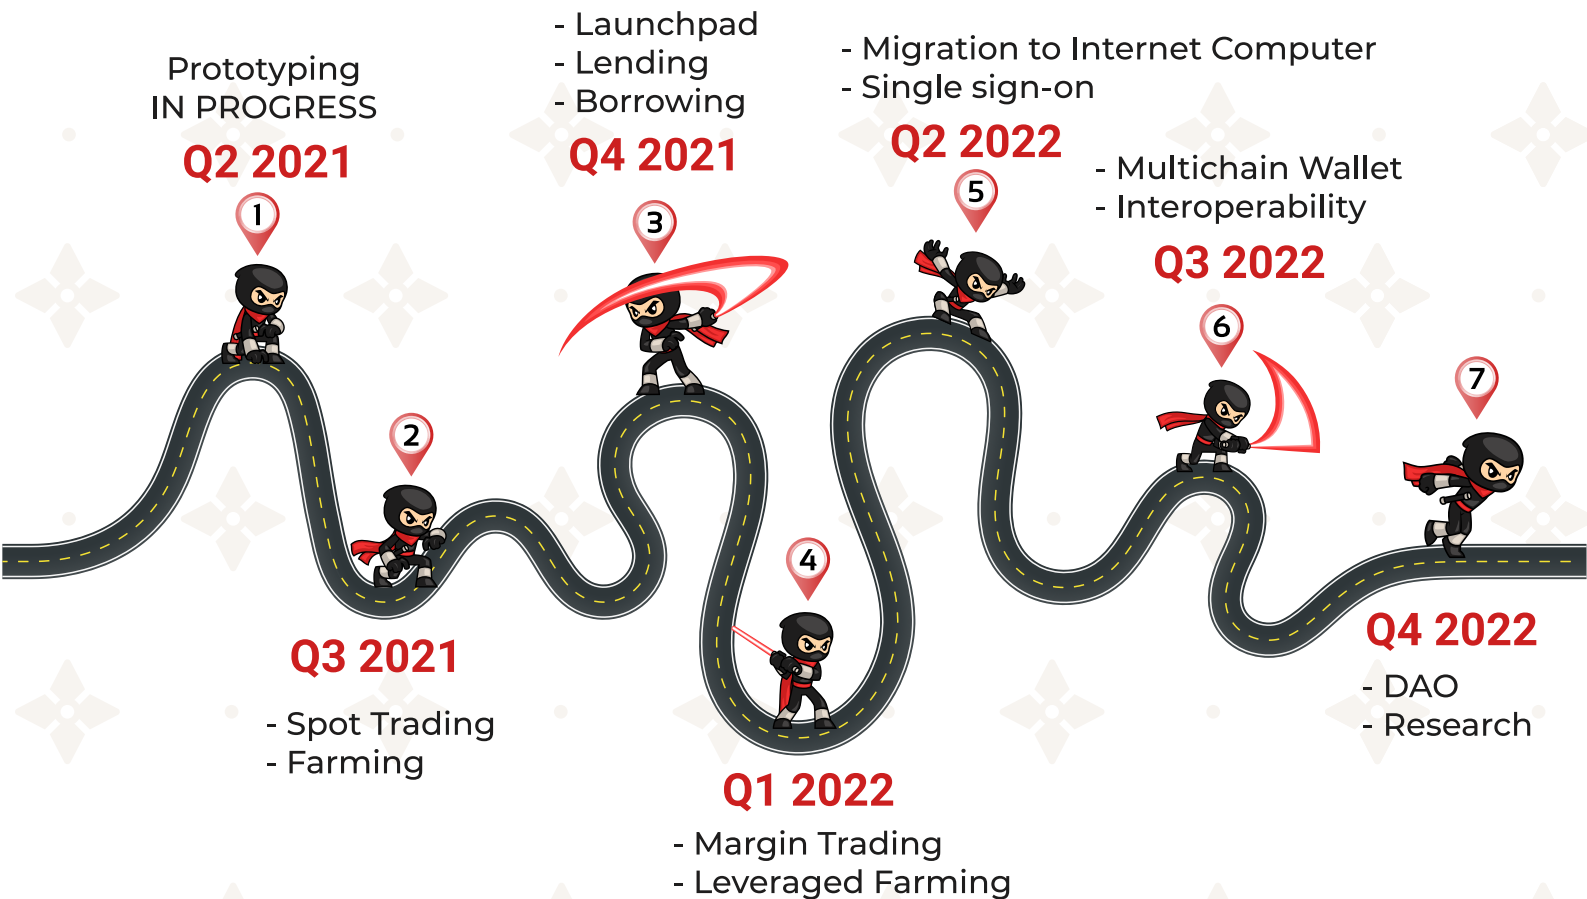 Prototyping
IN PROGRESS
Q2 2021
1
2
Q3 2021
- Spot Trading
- Farming
- Launchpad
- Lending
- Borrowing
Q4 2021
3
4
Q1 2022
- Margin Trading
- Leveraged Farming
- Migration to Internet Computer
- Single sign-on
Q2 2022
5
- Multichain Wallet
- Interoperability
Q3 2022
6
7
Q4 2022
- DAO
- Research